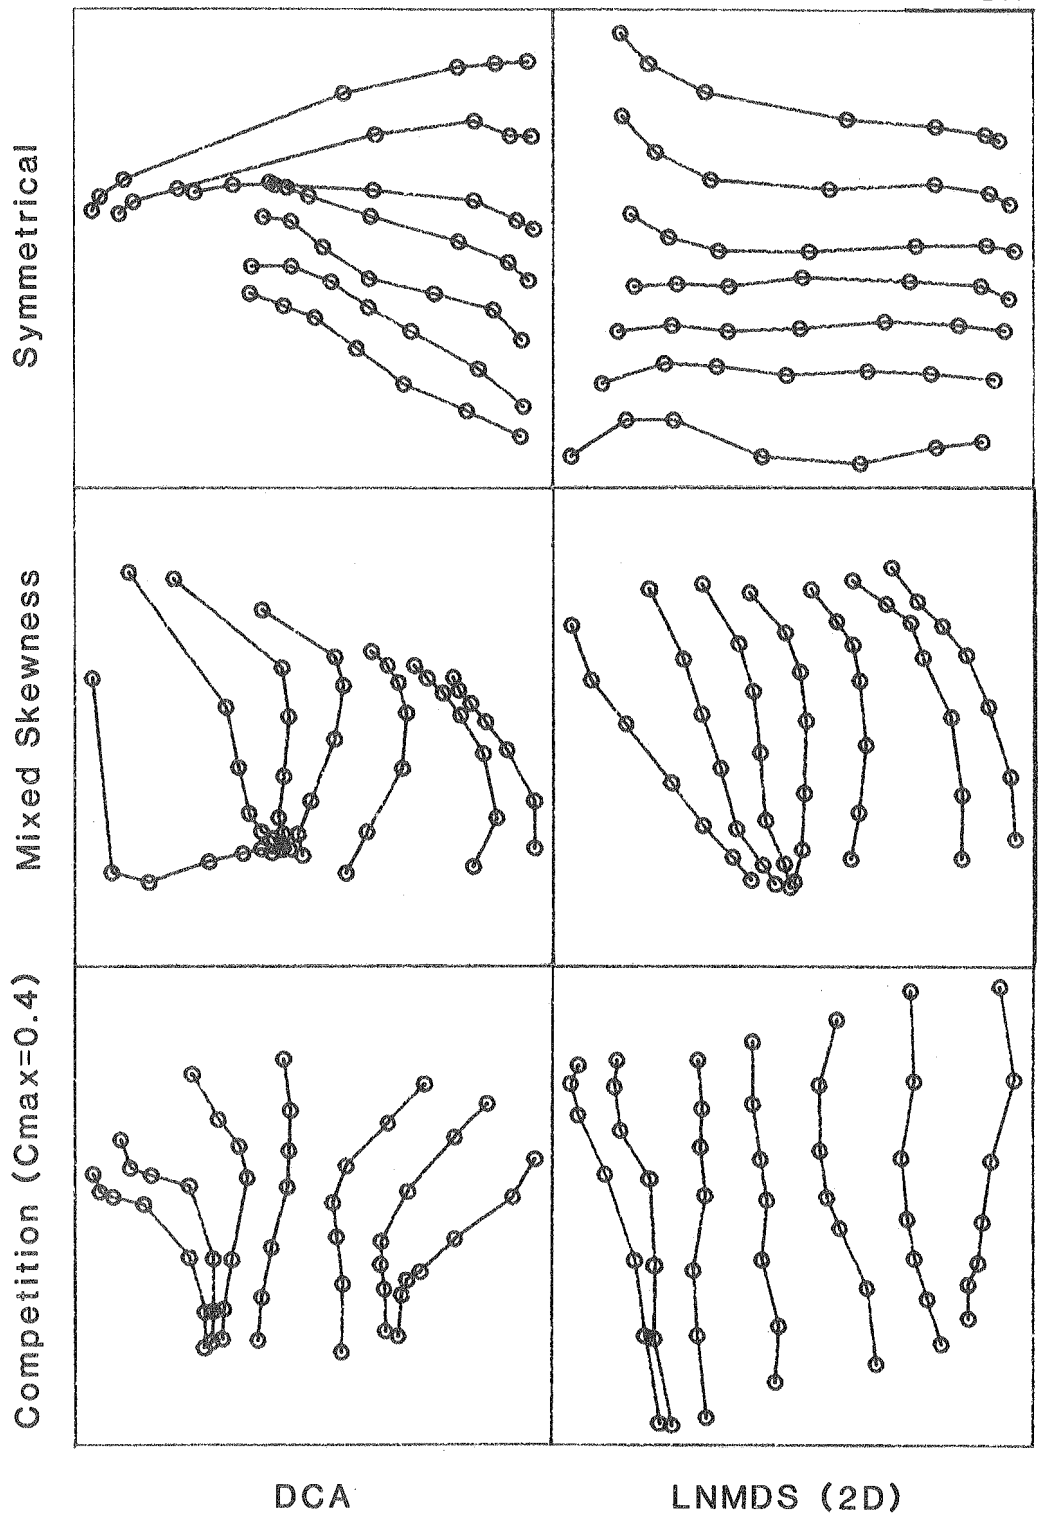 Symmetrical
Mixed Skewness
Competition (Cmax=0.4)
DCA
LNMDS (2D)